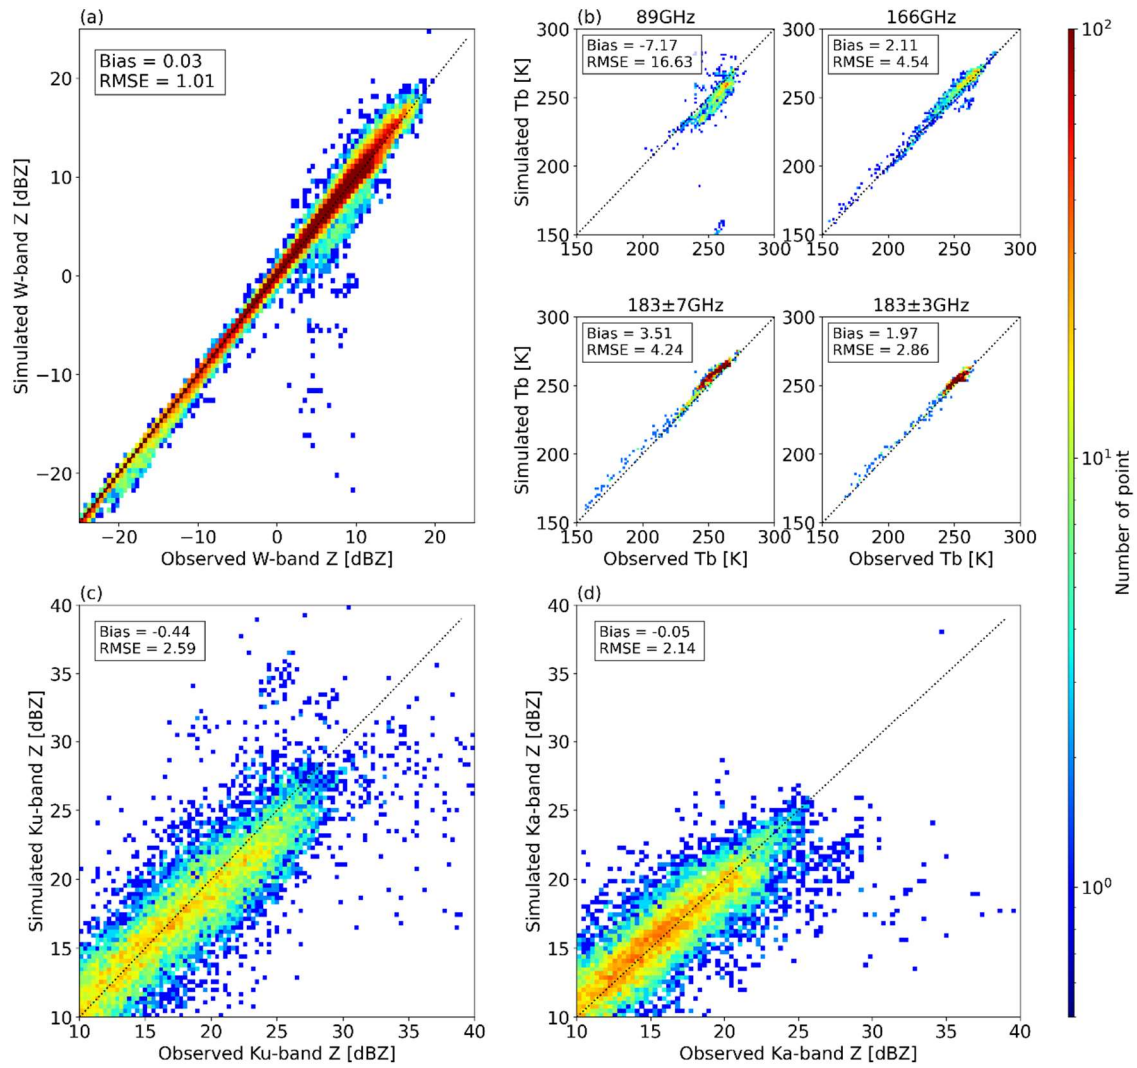 (a)
Bias = 0.03
RMSE = 1.01
20
10
0
−10
−20
Simulated W-band Z [dBZ]
−20 −10 0 10 20
Observed W-band Z [dBZ]
(b)
89GHz
Bias = -7.17
RMSE = 16.63
300
250
200
150
Simulated Tb [K]
150 200 250 300
166GHz
Bias = 2.11
RMSE = 4.54
300
250
200
150
150 200 250 300
183±7GHz
Bias = 3.51
RMSE = 4.24
300
250
200
150
Simulated Tb [K]
150 200 250 300
Observed Tb [K]
183±3GHz
Bias = 1.97
RMSE = 2.86
300
250
200
150
150 200 250 300
Observed Tb [K]
(c)
Bias = -0.44
RMSE = 2.59
40
35
30
25
20
15
10
Simulated Ku-band Z [dBZ]
10 15 20 25 30 35 40
Observed Ku-band Z [dBZ]
(d)
Bias = -0.05
RMSE = 2.14
40
35
30
25
20
15
10
Simulated Ka-band Z [dBZ]
10 15 20 25 30 35 40
Observed Ka-band Z [dBZ]
10²
10¹
10⁰
Number of point